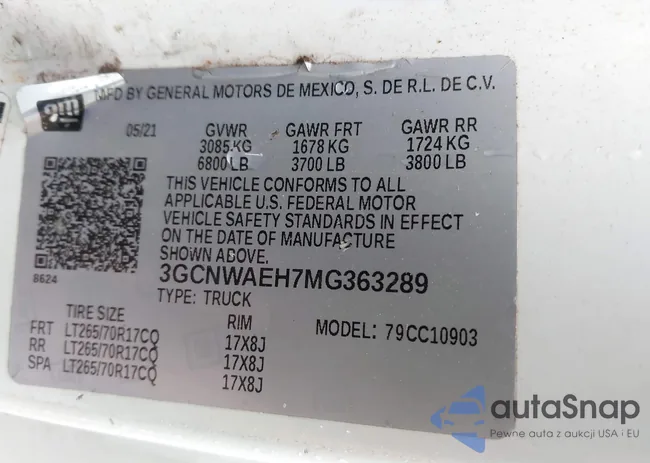 gm
MFD BY GENERAL MOTORS DE MEXICO, S. DE R.L. DE C.V.
05/21 GVWR GAWR FRT GAWR RR
3085 KG 1678 KG 1724 KG
6800 LB 3700 LB 3800 LB
THIS VEHICLE CONFORMS TO ALL
APPLICABLE U.S. FEDERAL MOTOR
VEHICLE SAFETY STANDARDS IN EFFECT
ON THE DATE OF MANUFACTURE
SHOWN ABOVE.
8624
3GCNWAEH7MG363289
TYPE: TRUCK
TIRE SIZE RIM MODEL: 79CC10903
FRT LT265/70R17CQ 17X8J
RR LT265/70R17CQ 17X8J
SPA LT265/70R17CQ 17X8J
autaSnap
Pewne auta z aukcji USA i EU